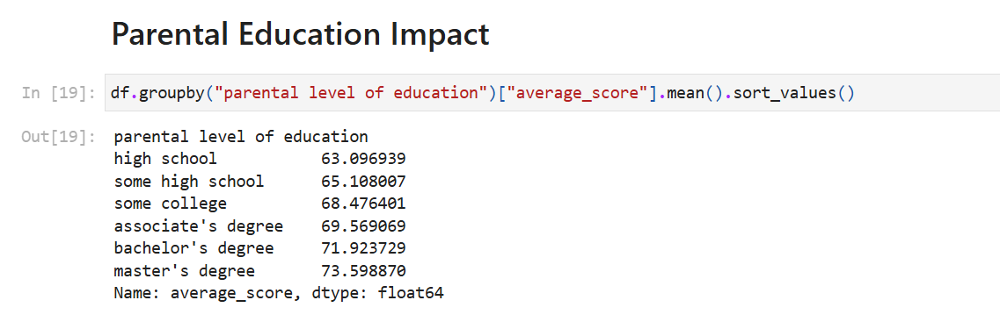 Parental Education Impact
In [19]: df.groupby("parental level of education")["average_score"].mean().sort_values()
Out[19]: parental level of education
high school           63.096939
some high school      65.108007
some college          68.476401
associate's degree    69.569069
bachelor's degree     71.923729
master's degree       73.598870
Name: average_score, dtype: float64